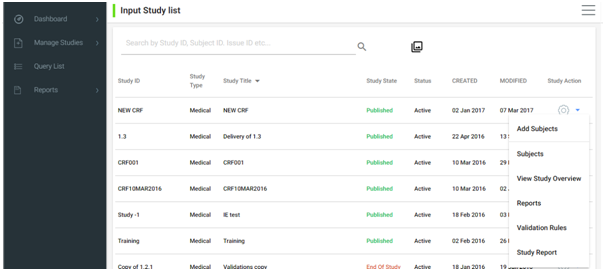 Dashboard
Manage Studies
Query List
Reports
Input Study list
Search by Study ID, Subject ID. Issue ID etc...
Study ID Study Type Study Title Study State Status CREATED MODIFIED Study Action
NEW CRF Medical NEW CRF Published Active 02 Jan 2017 07 Mar 2017
1.3 Medical Delivery of 1.3 Published Active 22 Apr 2016 13
CRF001 Medical CRF001 Published Active 10 Mar 2016 29
CRF10MAR2016 Medical CRF10MAR2016 Published Active 10 Mar 2016 02
Study -1 Medical IE test Published Active 18 Feb 2016 03
Training Medical Training Published Active 02 Feb 2016 26
Copy of 1.2.1 Medical Validations copy End Of Study Active 18 Jan 2016 19
Add Subjects
Subjects
View Study Overview
Reports
Validation Rules
Study Report